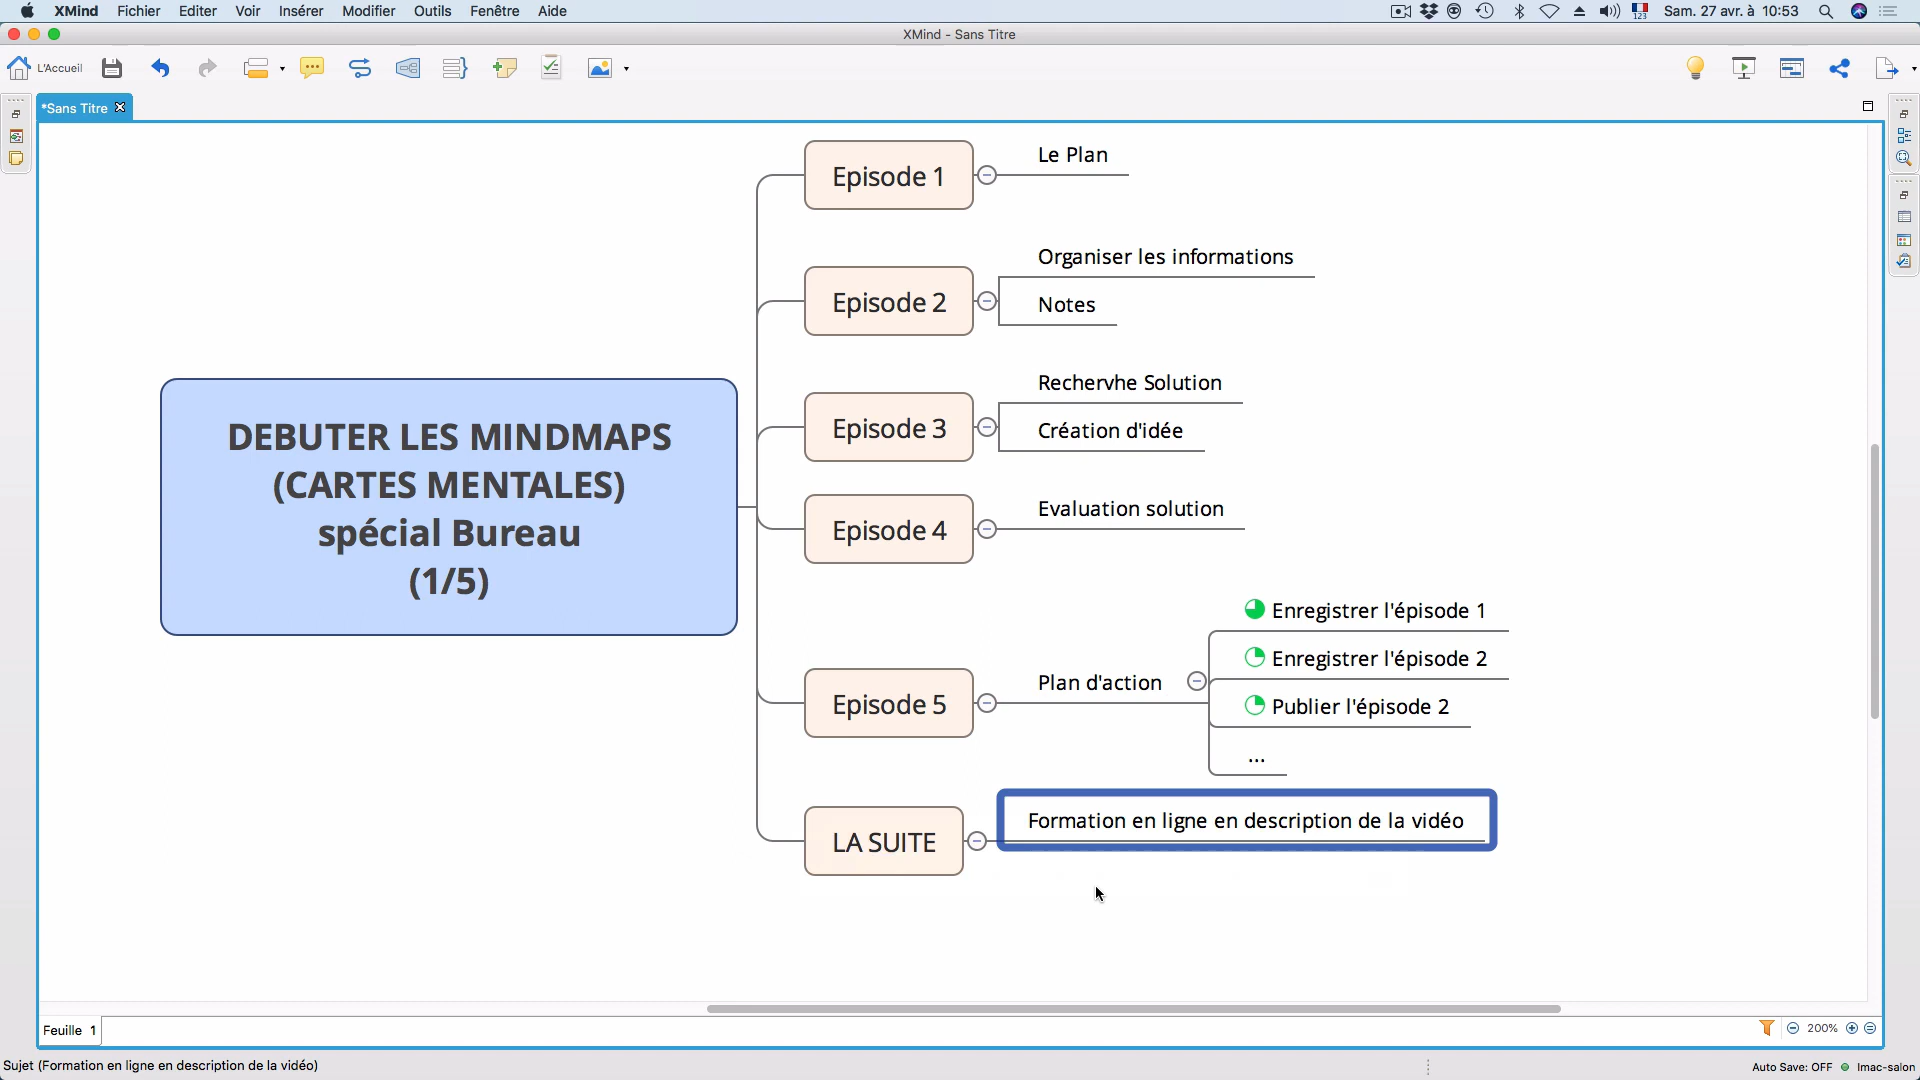 XMind Fichier Editer Voir Insérer Modifier Outils Fenêtre Aide
123
Sam. 27 avr. à 10:53
XMind - Sans Titre
L'Accueil
*Sans Titre
Episode 1
Le Plan
Episode 2
Organiser les informations
Notes
Episode 3
Rechervhe Solution
Création d'idée
DEBUTER LES MINDMAPS
(CARTES MENTALES)
spécial Bureau
(1/5)
Episode 4
Evaluation solution
Episode 5
Plan d'action
Enregistrer l'épisode 1
Enregistrer l'épisode 2
Publier l'épisode 2
...
LA SUITE
Formation en ligne en description de la vidéo
Feuille 1
200%
Sujet (Formation en ligne en description de la vidéo)
Auto Save: OFF
Imac-salon